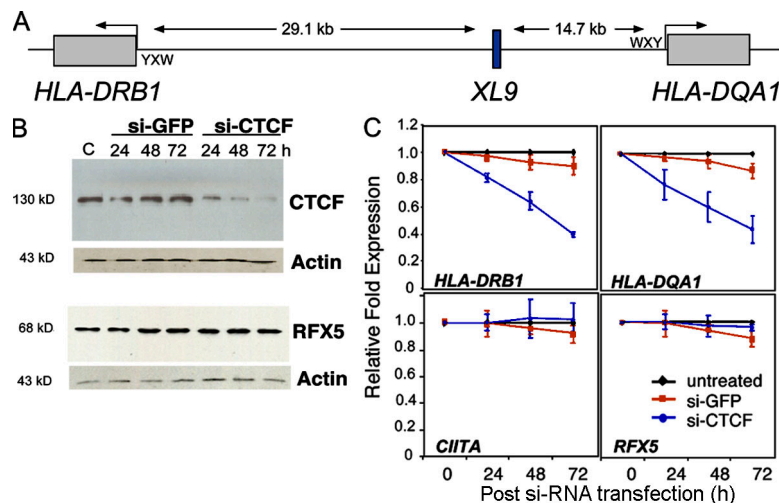 A
29.1 kb
14.7 kb
YXW
WXY
HLA-DRB1
XL9
HLA-DQA1
B
si-GFP si-CTCF
C 24 48 72 24 48 72 h
130 kD
CTCF
43 kD
Actin
68 kD
RFX5
43 kD
Actin
C
Relative Fold Expression
1.2
1.0
0.8
0.6
0.4
0.2
0
HLA-DRB1
HLA-DQA1
1.0
0.8
0.6
0.4
0.2
0
CIITA
untreated
si-GFP
si-CTCF
RFX5
0 24 48 72 0 24 48 72
Post si-RNA transfection (h)